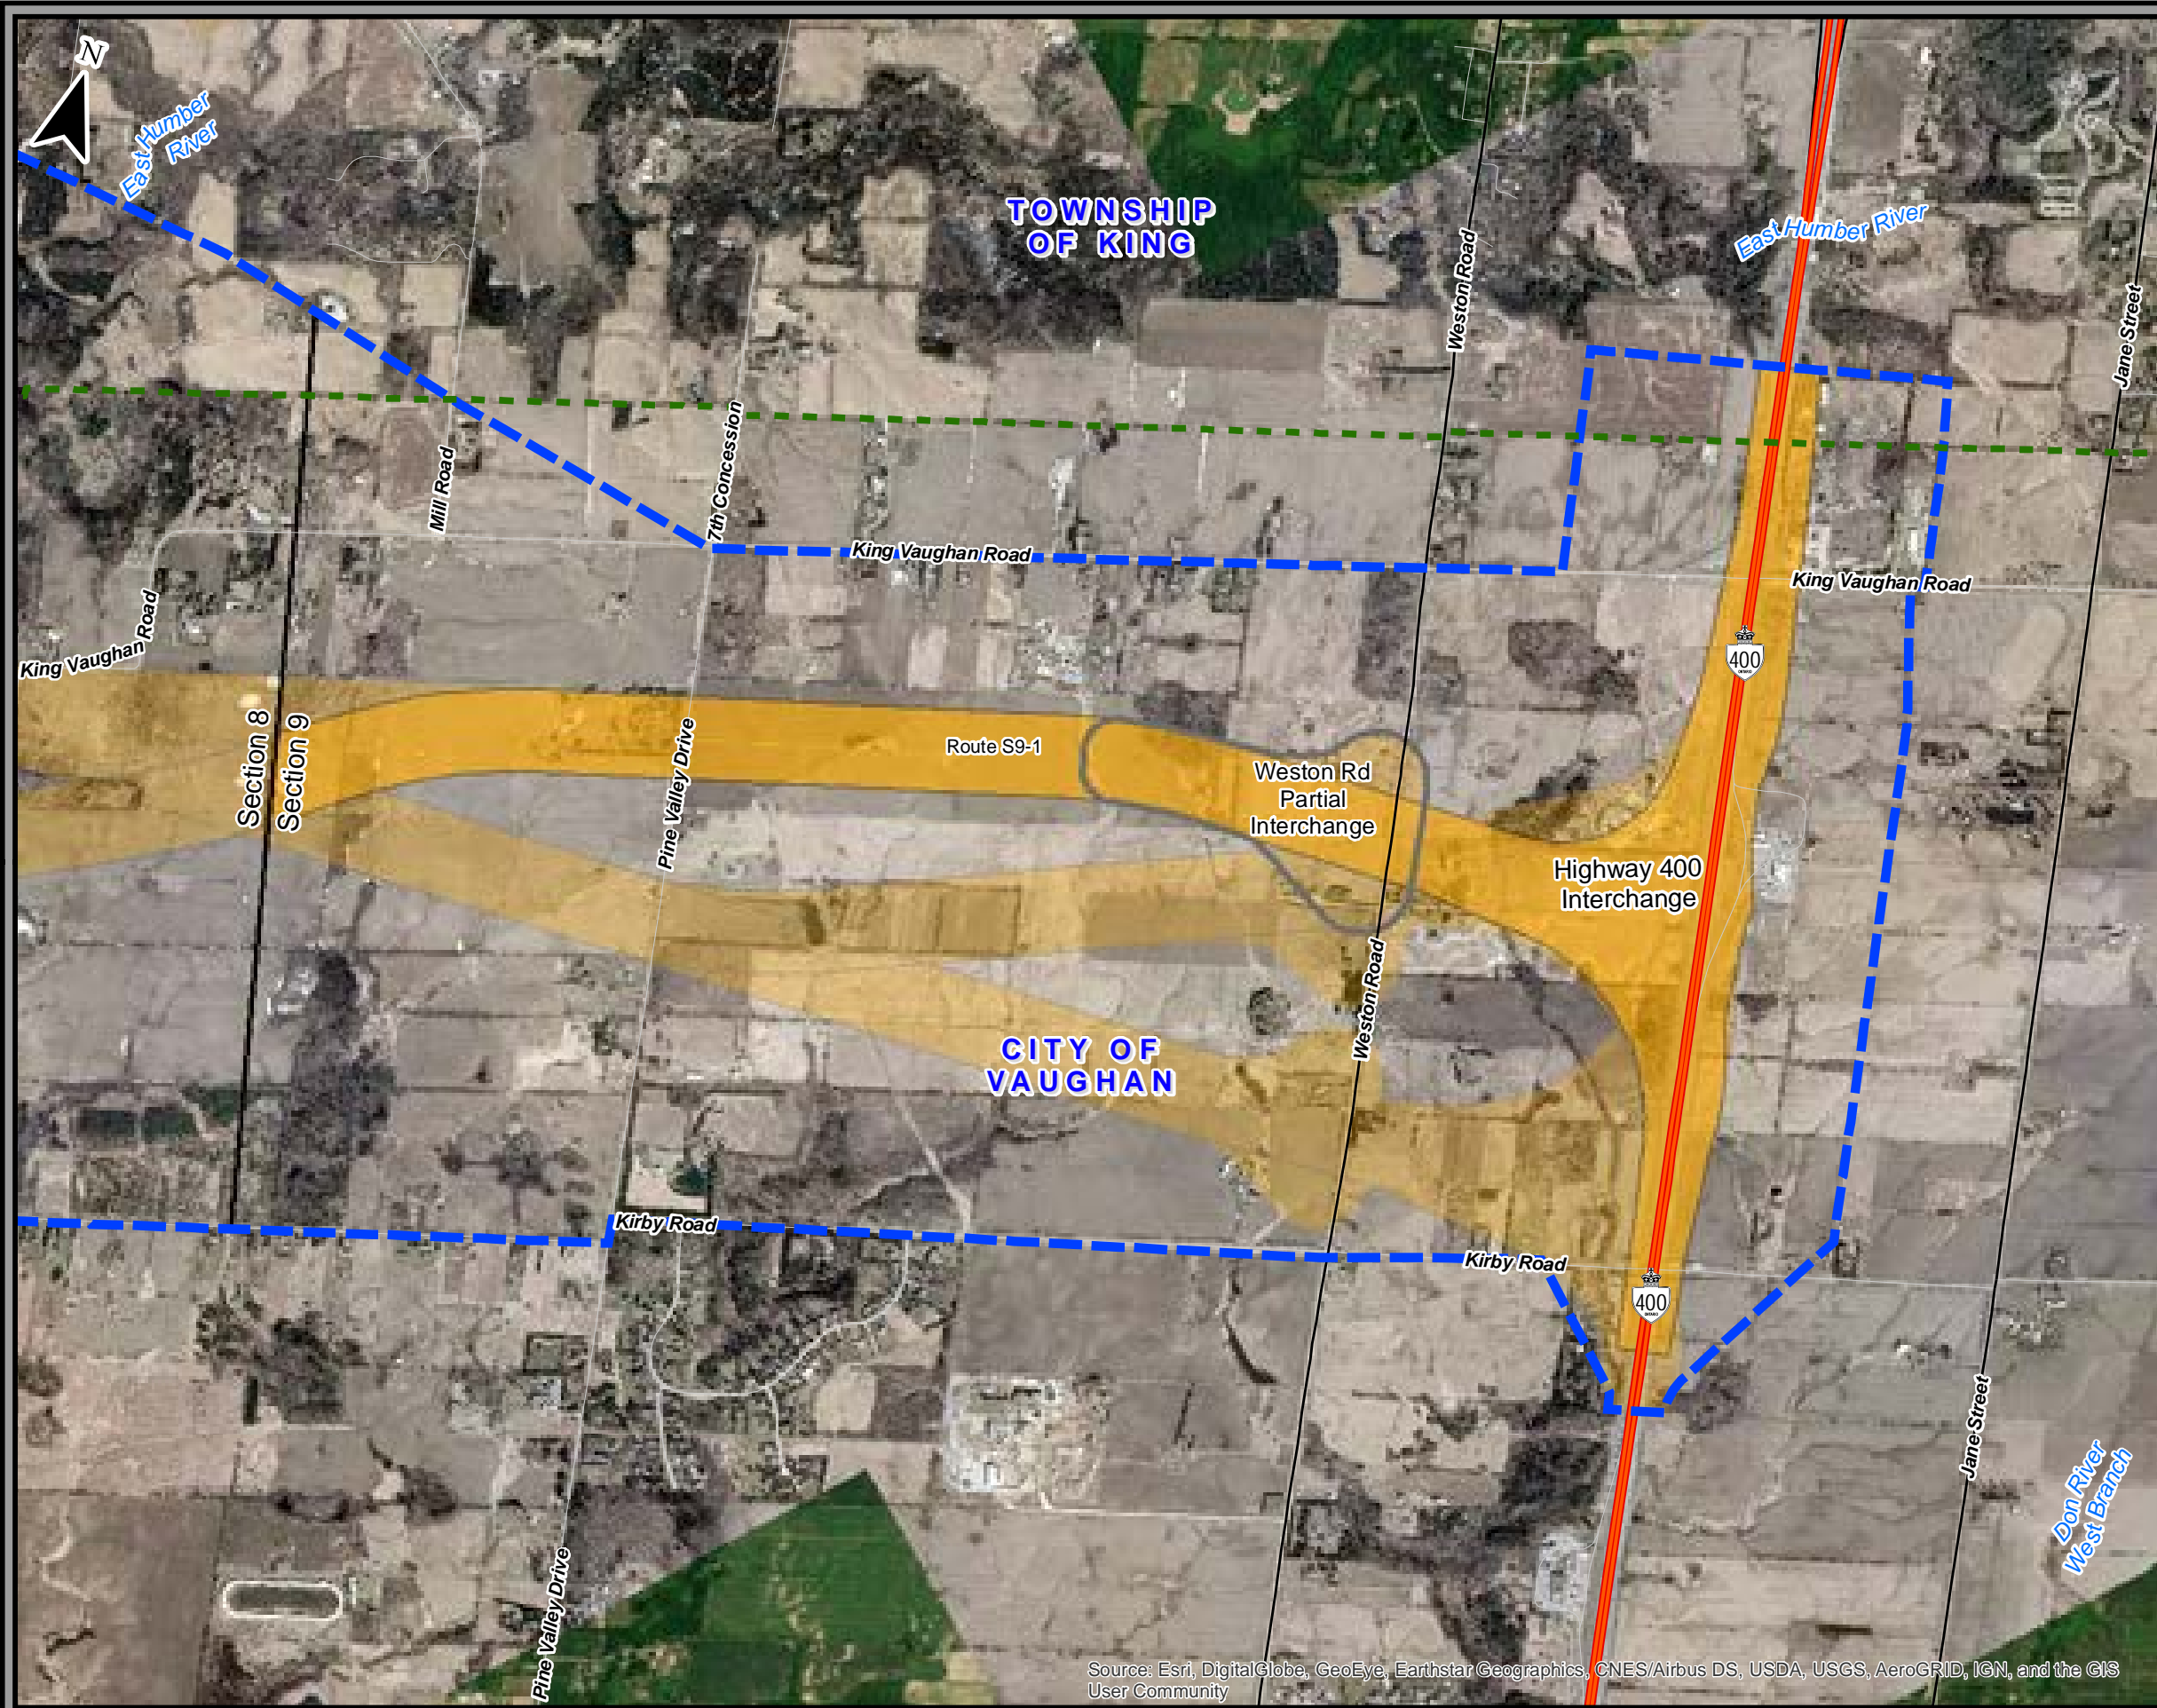 N
East Humber
River
TOWNSHIP
OF KING
Weston Road
East Humber River
Jane Street
Mill Road
7th Concession
King Vaughan Road
King Vaughan Road
King Vaughan Road
400
ONTARIO
Section 8
Section 9
Pine Valley Drive
Route S9-1
Weston Rd
Partial
Interchange
Highway 400
Interchange
Weston Road
CITY OF
VAUGHAN
Kirby Road
Kirby Road
400
ONTARIO
Jane Street
Don River
West Branch
Pine Valley Drive
Source: Esri, DigitalGlobe, GeoEye, Earthstar Geographics, CNES/Airbus DS, USDA, USGS, AeroGRID, IGN, and the GIS
User Community